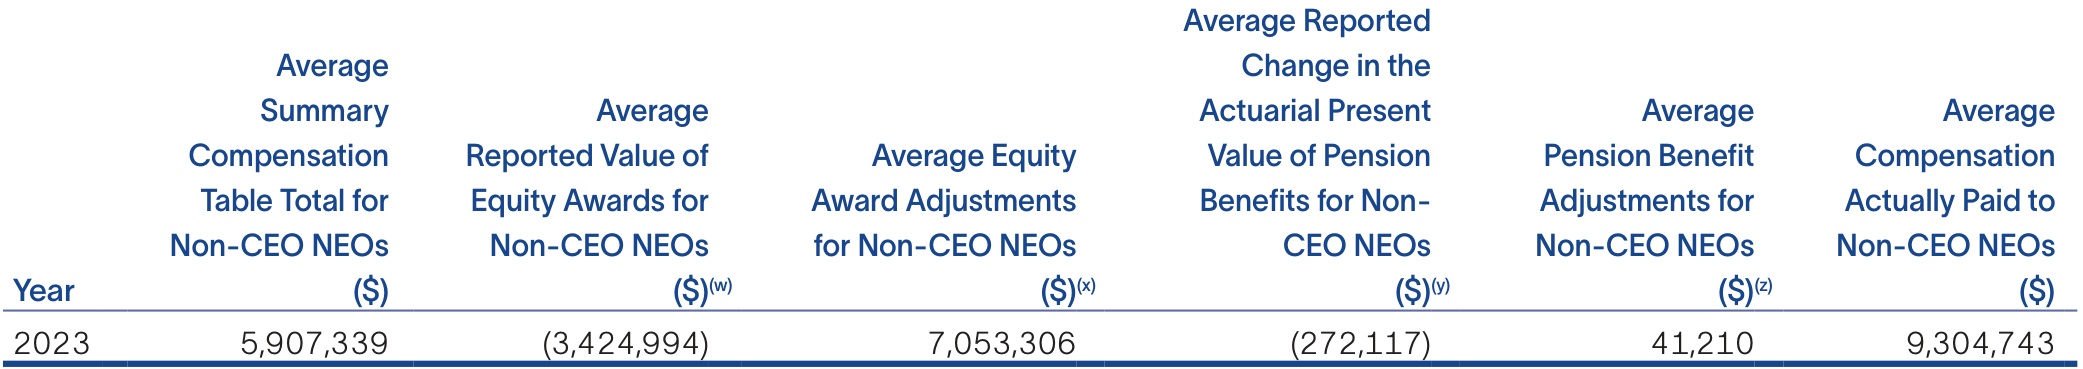 Average Reported
Average Change in the
Summary Average Actuarial Present Average Average
Compensation Reported Value of Average Equity Value of Pension Pension Benefit Compensation
Table Total for Equity Awards for Award Adjustments Benefits for Non- Adjustments for Actually Paid to
Non-CEO NEOs Non-CEO NEOs for Non-CEO NEOs CEO NEOs Non-CEO NEOs Non-CEO NEOs
Year ($) ($)(w) ($)(x) ($)(y) ($)(z) ($)
2023 5,907,339 (3,424,994) 7,053,306 (272,117) 41,210 9,304,743